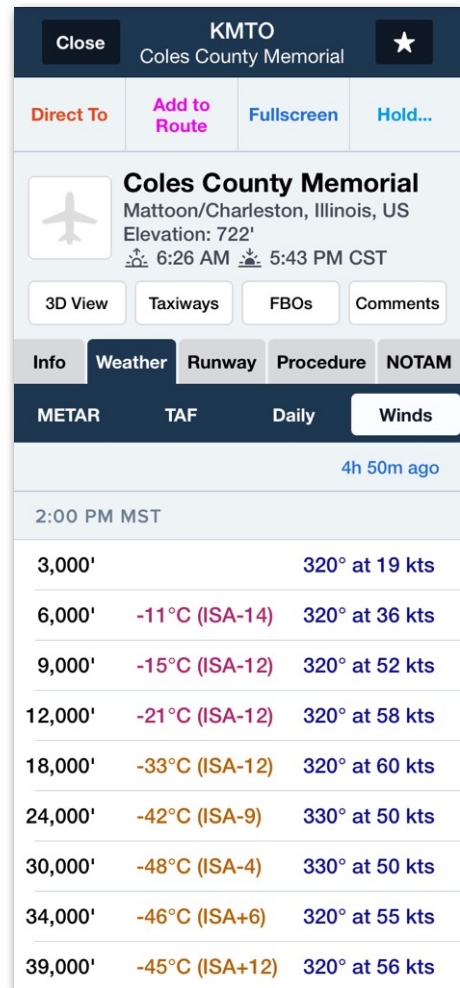 Close
KMTO
Coles County Memorial
Direct To
Add to
Route
Fullscreen
Hold...
Coles County Memorial
Mattoon/Charleston, Illinois, US
Elevation: 722'
6:26 AM 5:43 PM CST
3D View Taxiways FBOs Comments
Info Weather Runway Procedure NOTAM
METAR TAF Daily Winds
4h 50m ago
2:00 PM MST
3,000' 320° at 19 kts
6,000' -11°C (ISA-14) 320° at 36 kts
9,000' -15°C (ISA-12) 320° at 52 kts
12,000' -21°C (ISA-12) 320° at 58 kts
18,000' -33°C (ISA-12) 320° at 60 kts
24,000' -42°C (ISA-9) 330° at 50 kts
30,000' -48°C (ISA-4) 330° at 50 kts
34,000' -46°C (ISA+6) 320° at 55 kts
39,000' -45°C (ISA+12) 320° at 56 kts